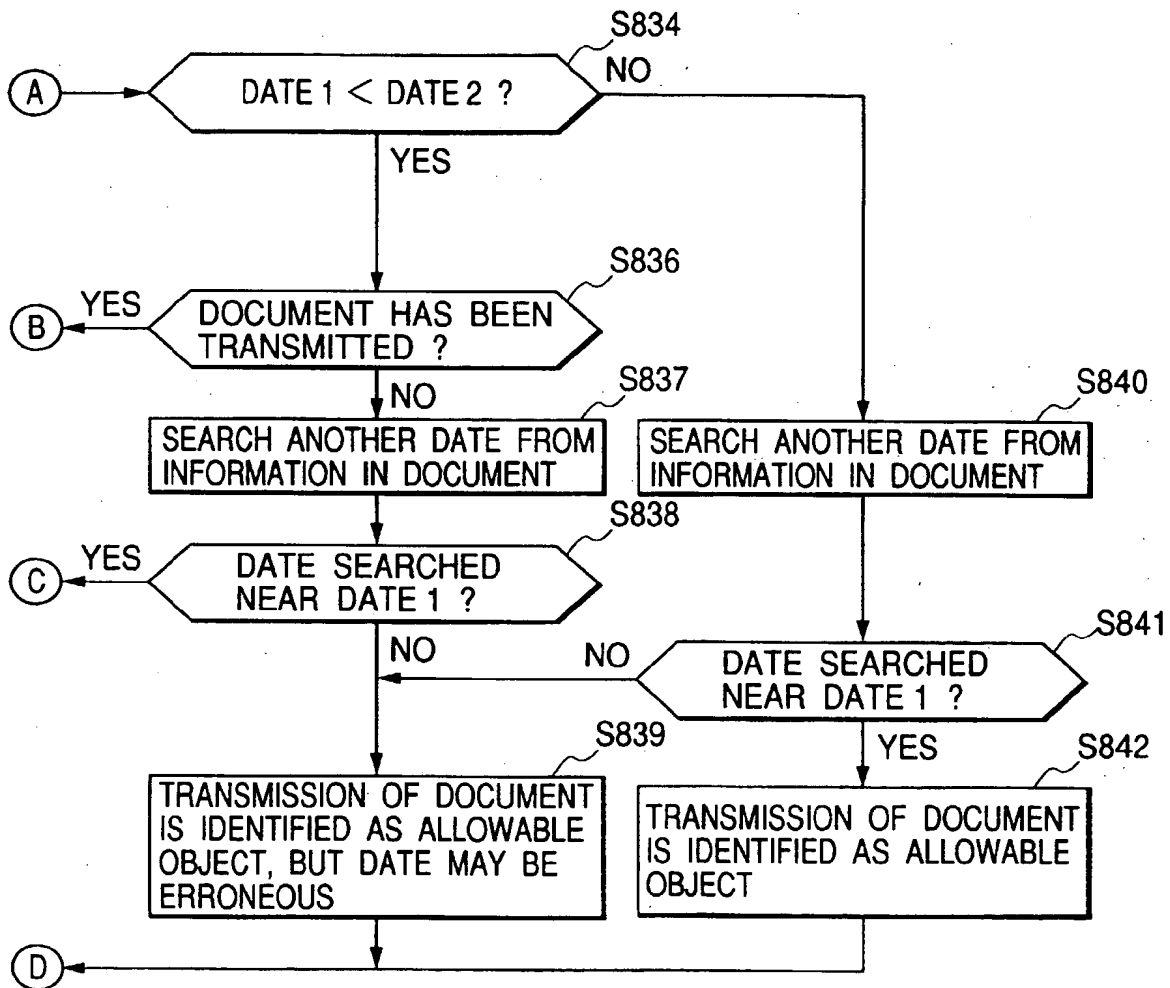 S834
A
DATE 1 < DATE 2 ?
NO
YES
S836
B
YES
DOCUMENT HAS BEEN
TRANSMITTED ?
NO
S837
SEARCH ANOTHER DATE FROM
INFORMATION IN DOCUMENT
S840
SEARCH ANOTHER DATE FROM
INFORMATION IN DOCUMENT
S838
C
YES
DATE SEARCHED
NEAR DATE 1 ?
NO
S841
NO
DATE SEARCHED
NEAR DATE 1 ?
YES
S839
TRANSMISSION OF DOCUMENT
IS IDENTIFIED AS ALLOWABLE
OBJECT, BUT DATE MAY BE
ERRONEOUS
S842
TRANSMISSION OF DOCUMENT
IS IDENTIFIED AS ALLOWABLE
OBJECT
D